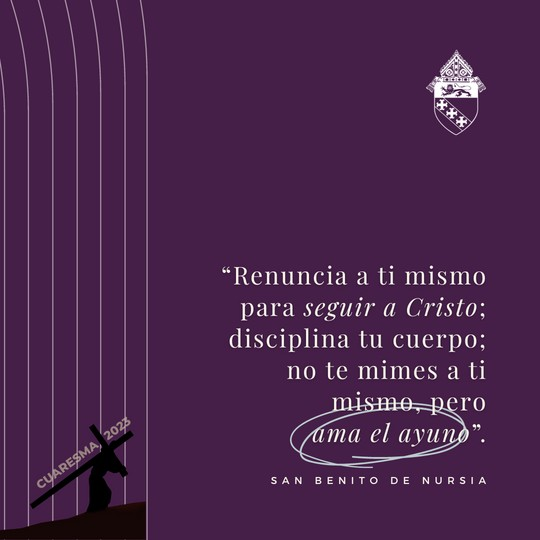 “Renuncia a ti mismo
para seguir a Cristo;
disciplina tu cuerpo;
no te mimes a ti
mismo, pero
ama el ayuno”.
SAN BENITO DE NURSIA
CUARESMA 2023